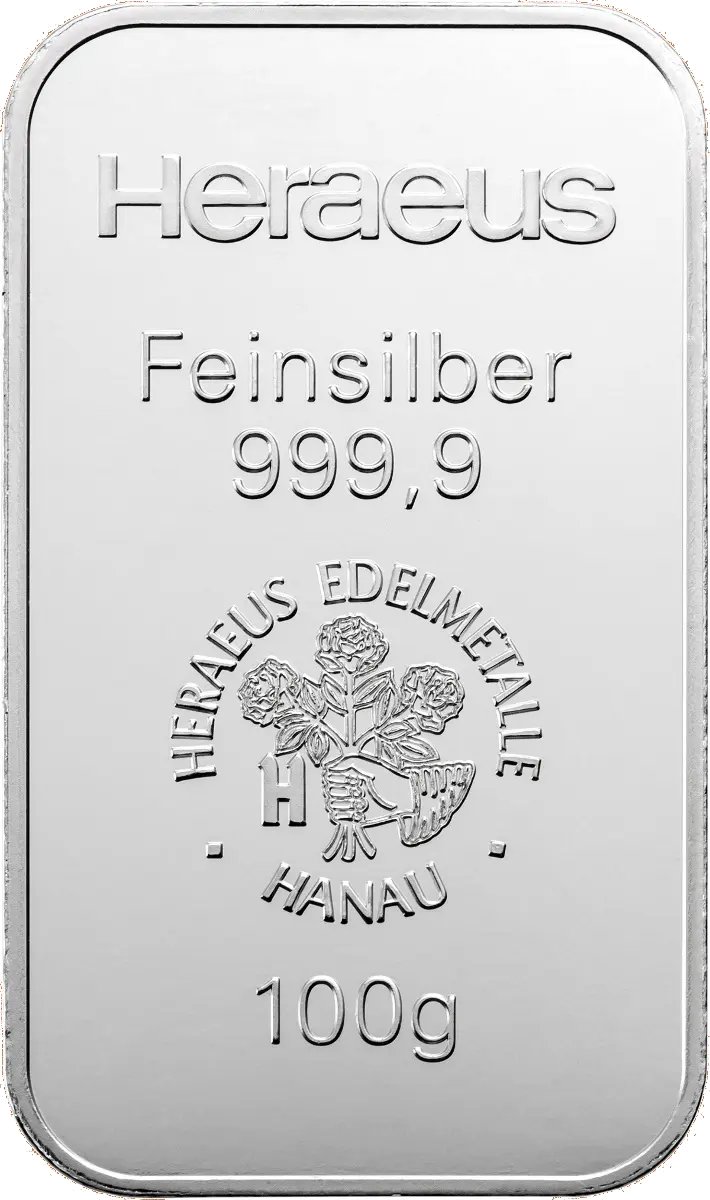 Heraeus
Feinsilber
999,9
HERAEUS EDELMETALLE
H
HANAU
100g